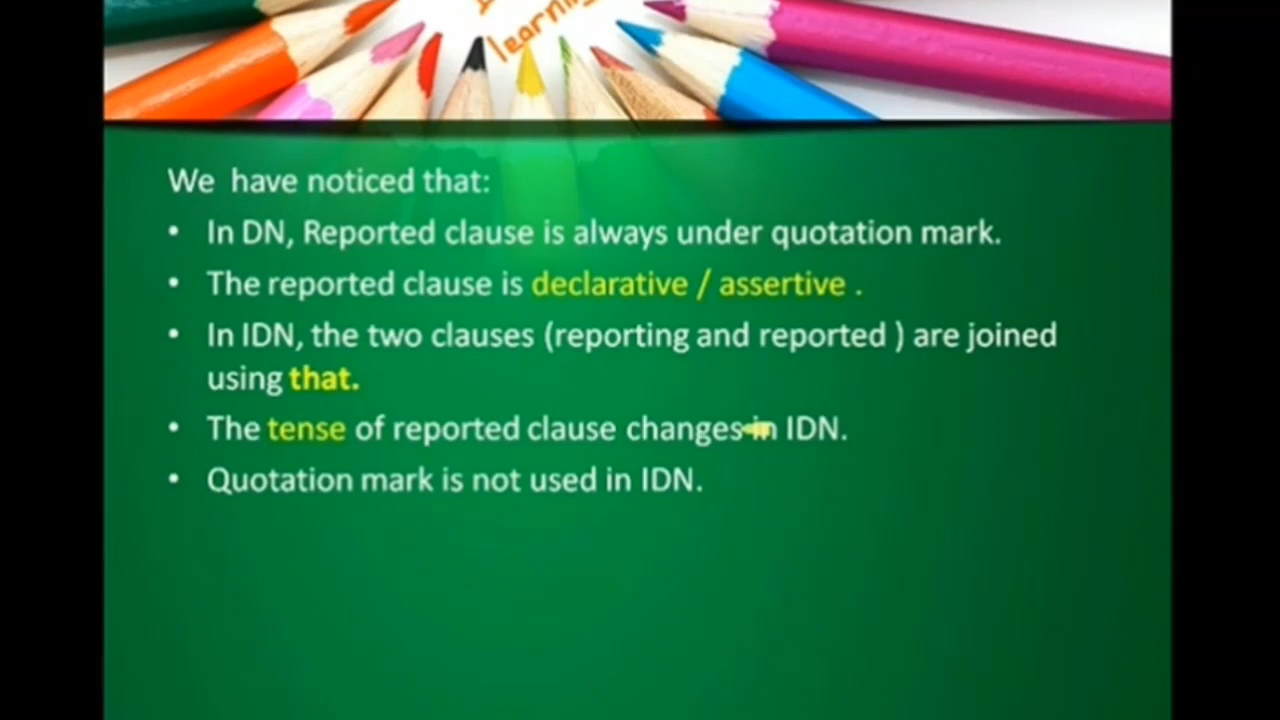 learning
We have noticed that:
• In DN, Reported clause is always under quotation mark.
• The reported clause is declarative / assertive .
• In IDN, the two clauses (reporting and reported ) are joined
using that.
• The tense of reported clause changes in IDN.
• Quotation mark is not used in IDN.